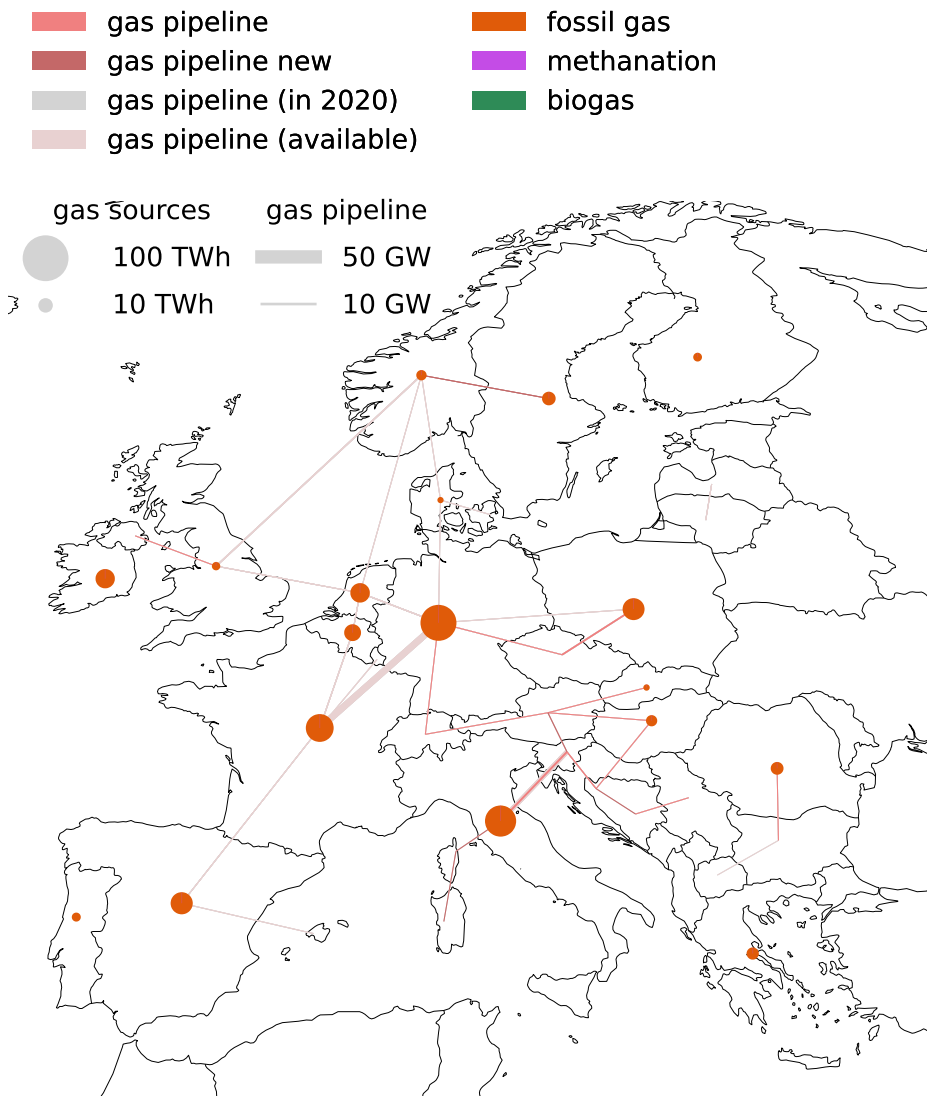 gas pipeline
gas pipeline new
gas pipeline (in 2020)
gas pipeline (available)
fossil gas
methanation
biogas
gas sources
100 TWh
10 TWh
gas pipeline
50 GW
10 GW